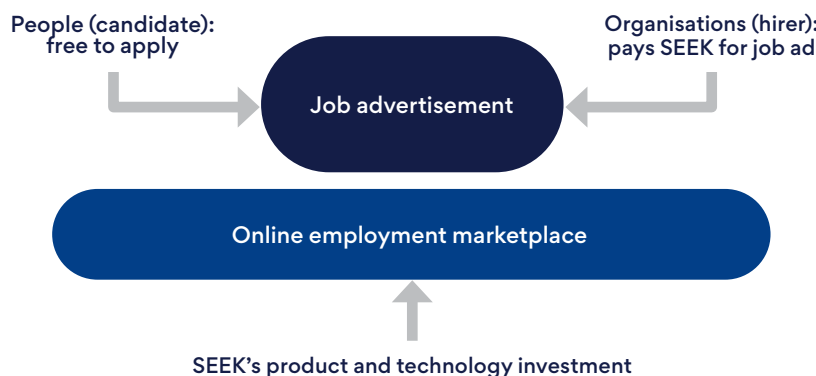 People (candidate):
free to apply
Organisations (hirer):
pays SEEK for job ad
Job advertisement
Online employment marketplace
SEEK's product and technology investment